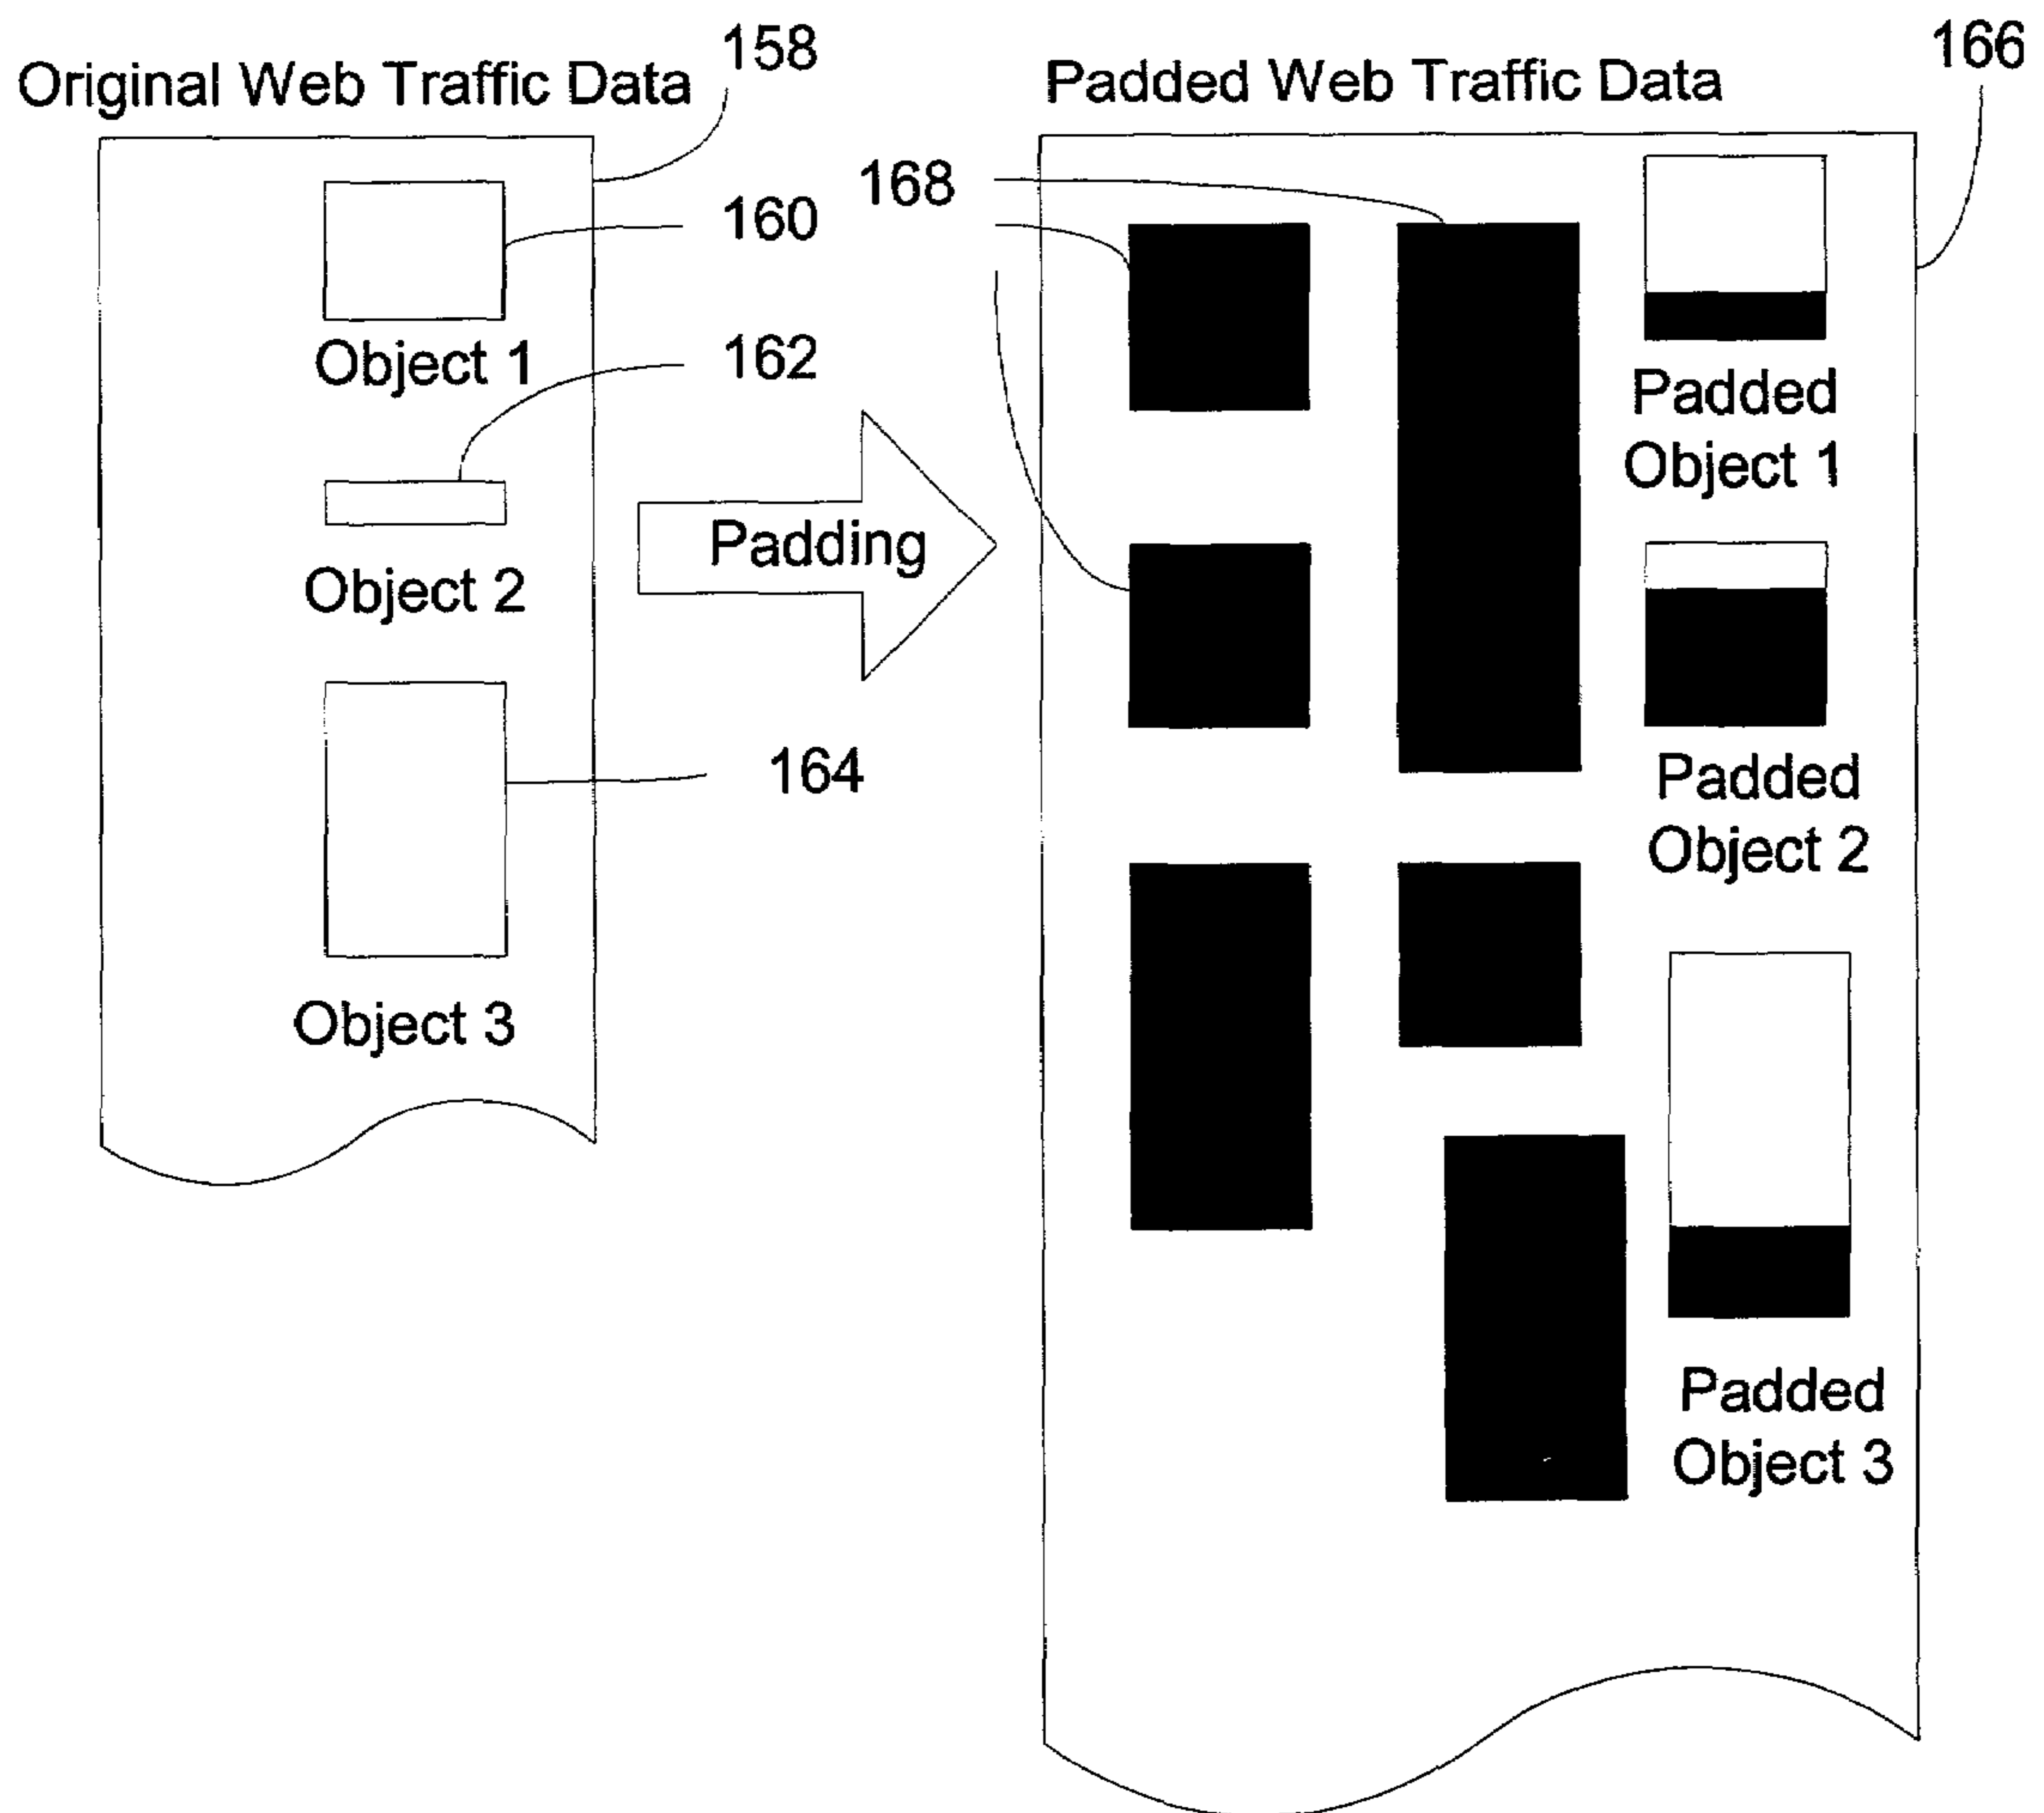 Original Web Traffic Data
158
Padded Web Traffic Data
166
168
160
Object 1
162
Padded
Object 1
Padding
Object 2
164
Padded
Object 2
Object 3
Padded
Object 3